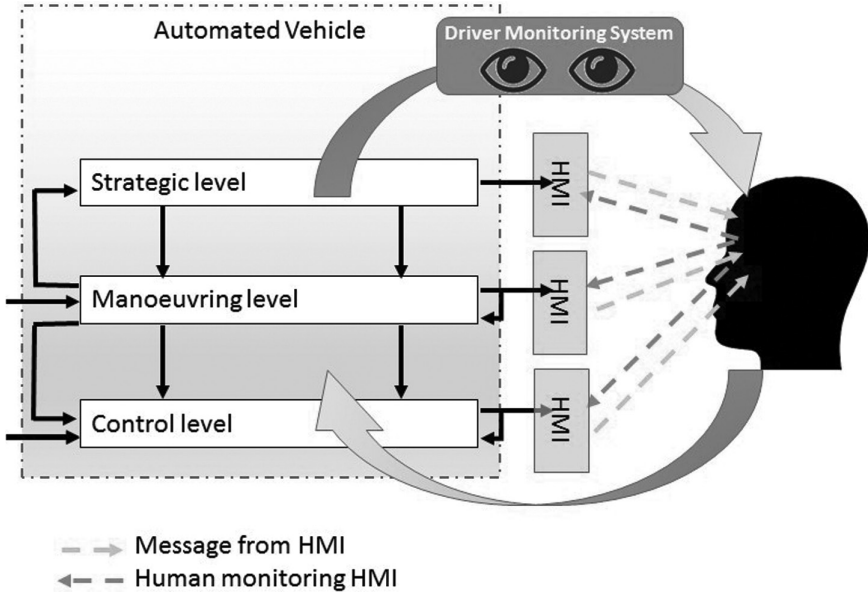 Automated Vehicle
Driver Monitoring System
Strategic level
HMI
Manoeuvring level
HMI
Control level
HMI
Message from HMI
Human monitoring HMI